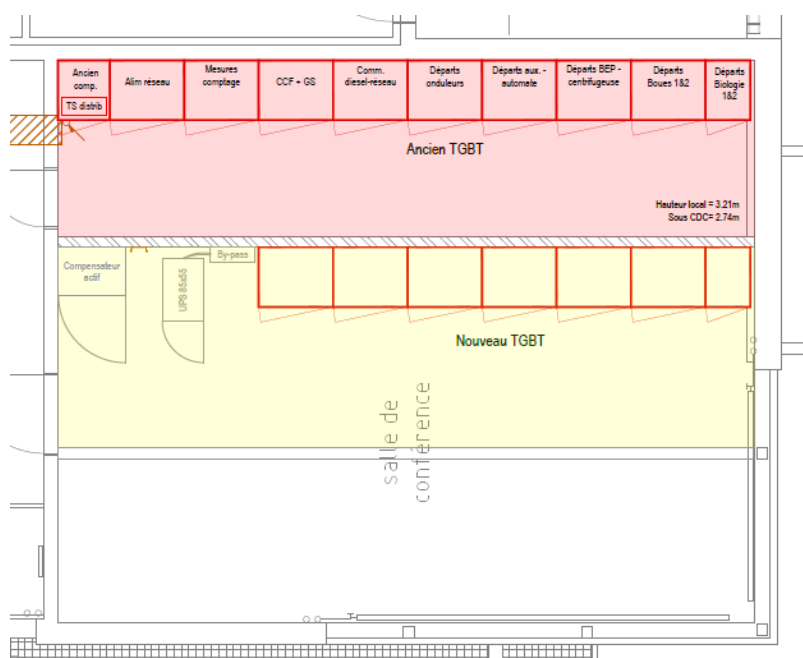 Ancien
comp.
TS distrib
Alim réseau
Mesures
comptage
CCF + GS
Comm.
diesel-réseau
Départs
onduleurs
Départs aux. -
automate
Départs BEP -
centrifugeuse
Départs
Boues 1&2
Départs
Biologie
1&2
Ancien TGBT
Hauteur local = 3.21m
Sous CDC= 2.74m
Compensateur
actif
UPS 85x55
By-pass
Nouveau TGBT
salle de
conférence